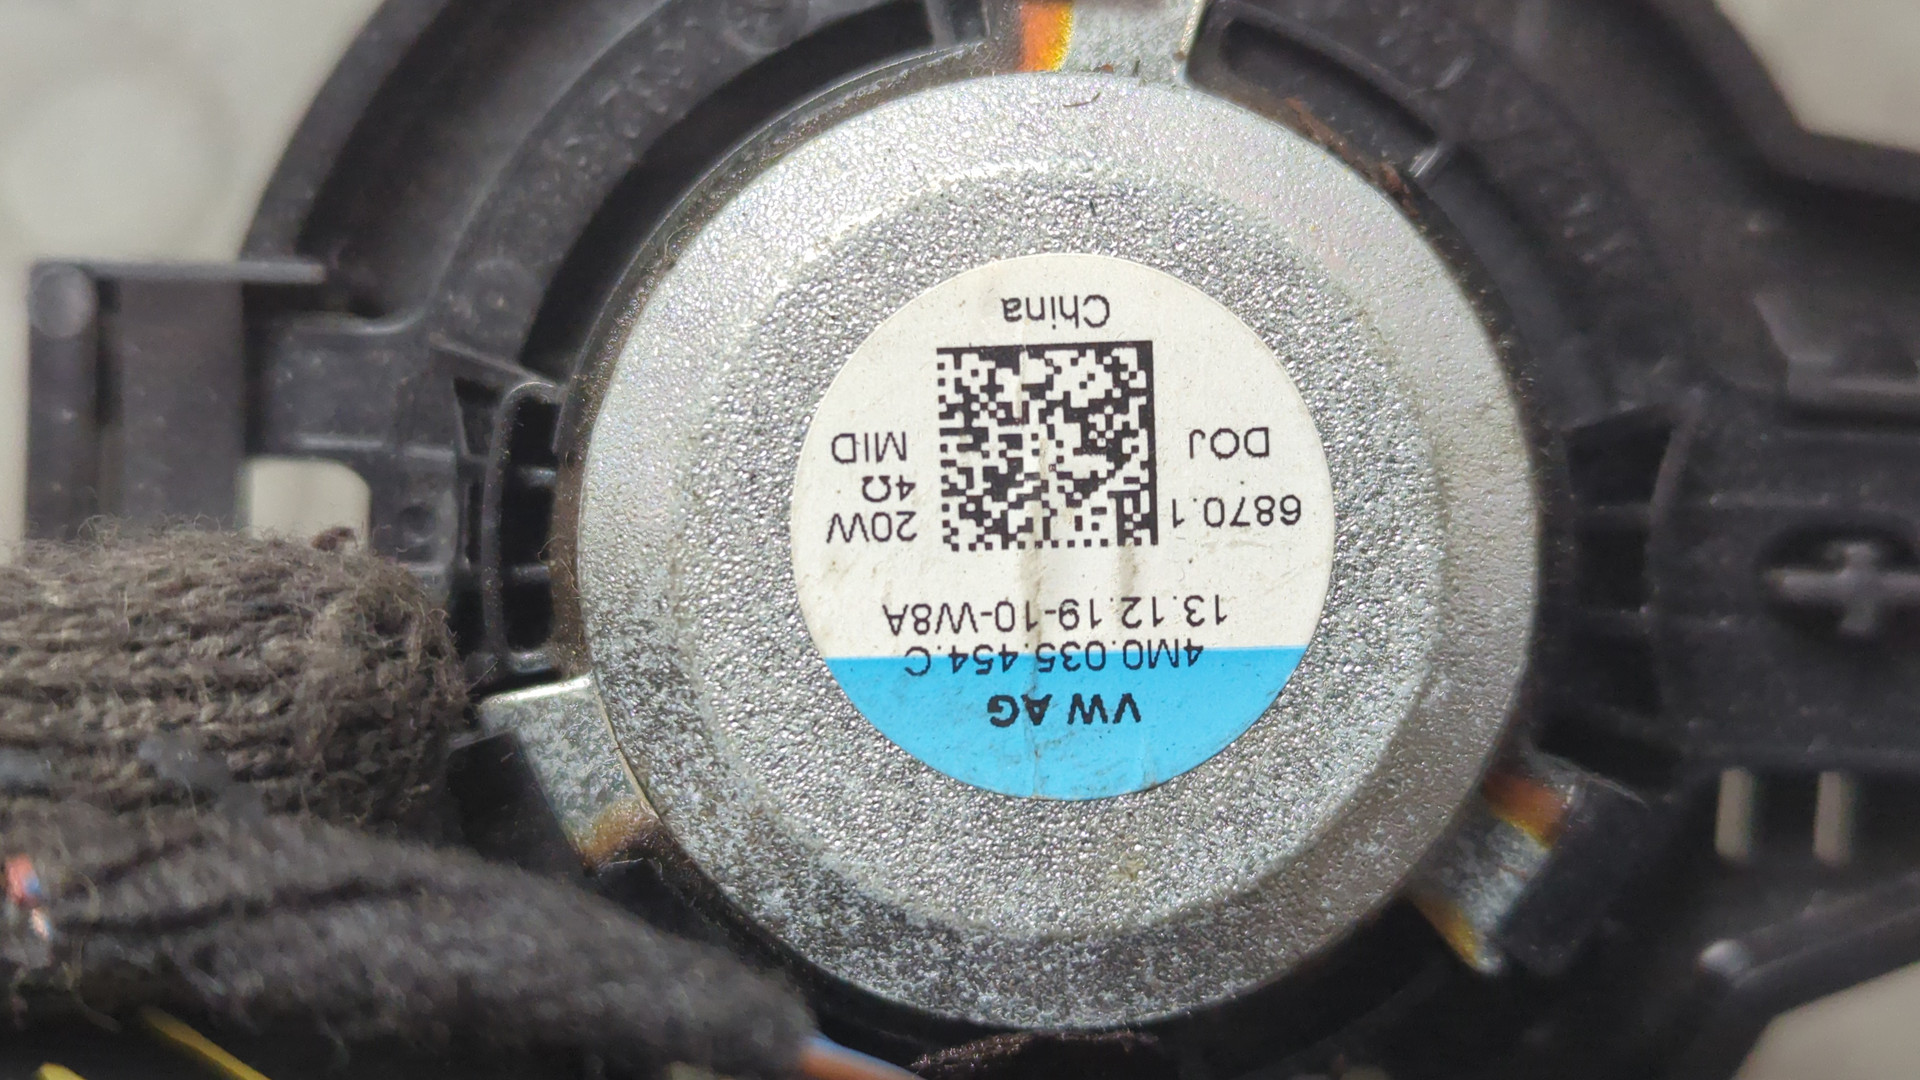 VW AG
4M0.035.454.C
13.12.19-10-W8A
6870.1
DOJ
20W
4Ω
MID
China